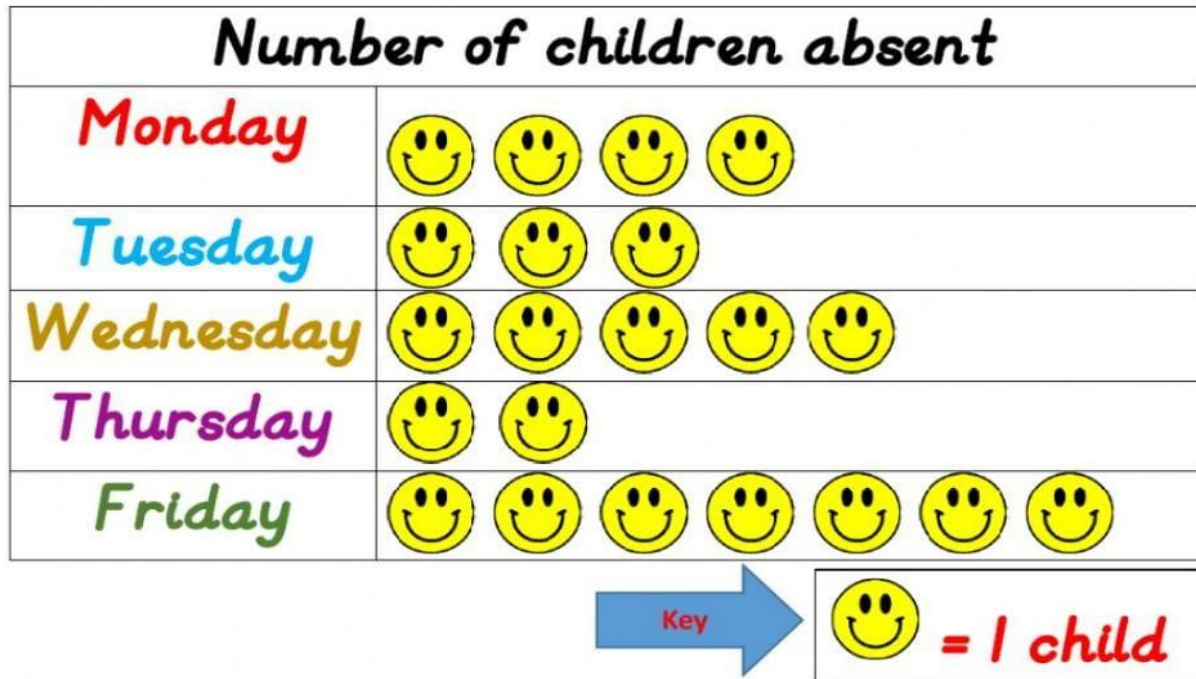 Number of children absent
Monday
Tuesday
Wednesday
Thursday
Friday
Key
= 1 child